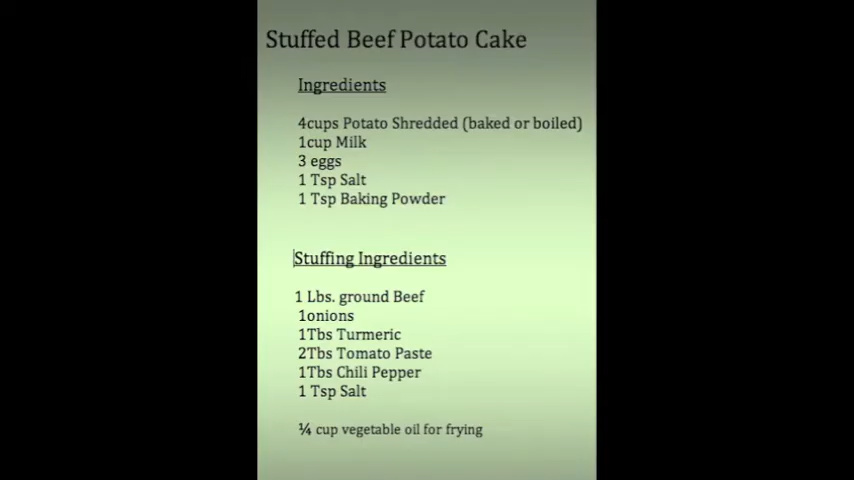 Stuffed Beef Potato Cake
Ingredients
4cups Potato Shredded (baked or boiled)
1cup Milk
3 eggs
1 Tsp Salt
1 Tsp Baking Powder
Stuffing Ingredients
1 Lbs. ground Beef
1onions
1Tbs Turmeric
2Tbs Tomato Paste
1Tbs Chili Pepper
1 Tsp Salt
¼ cup vegetable oil for frying